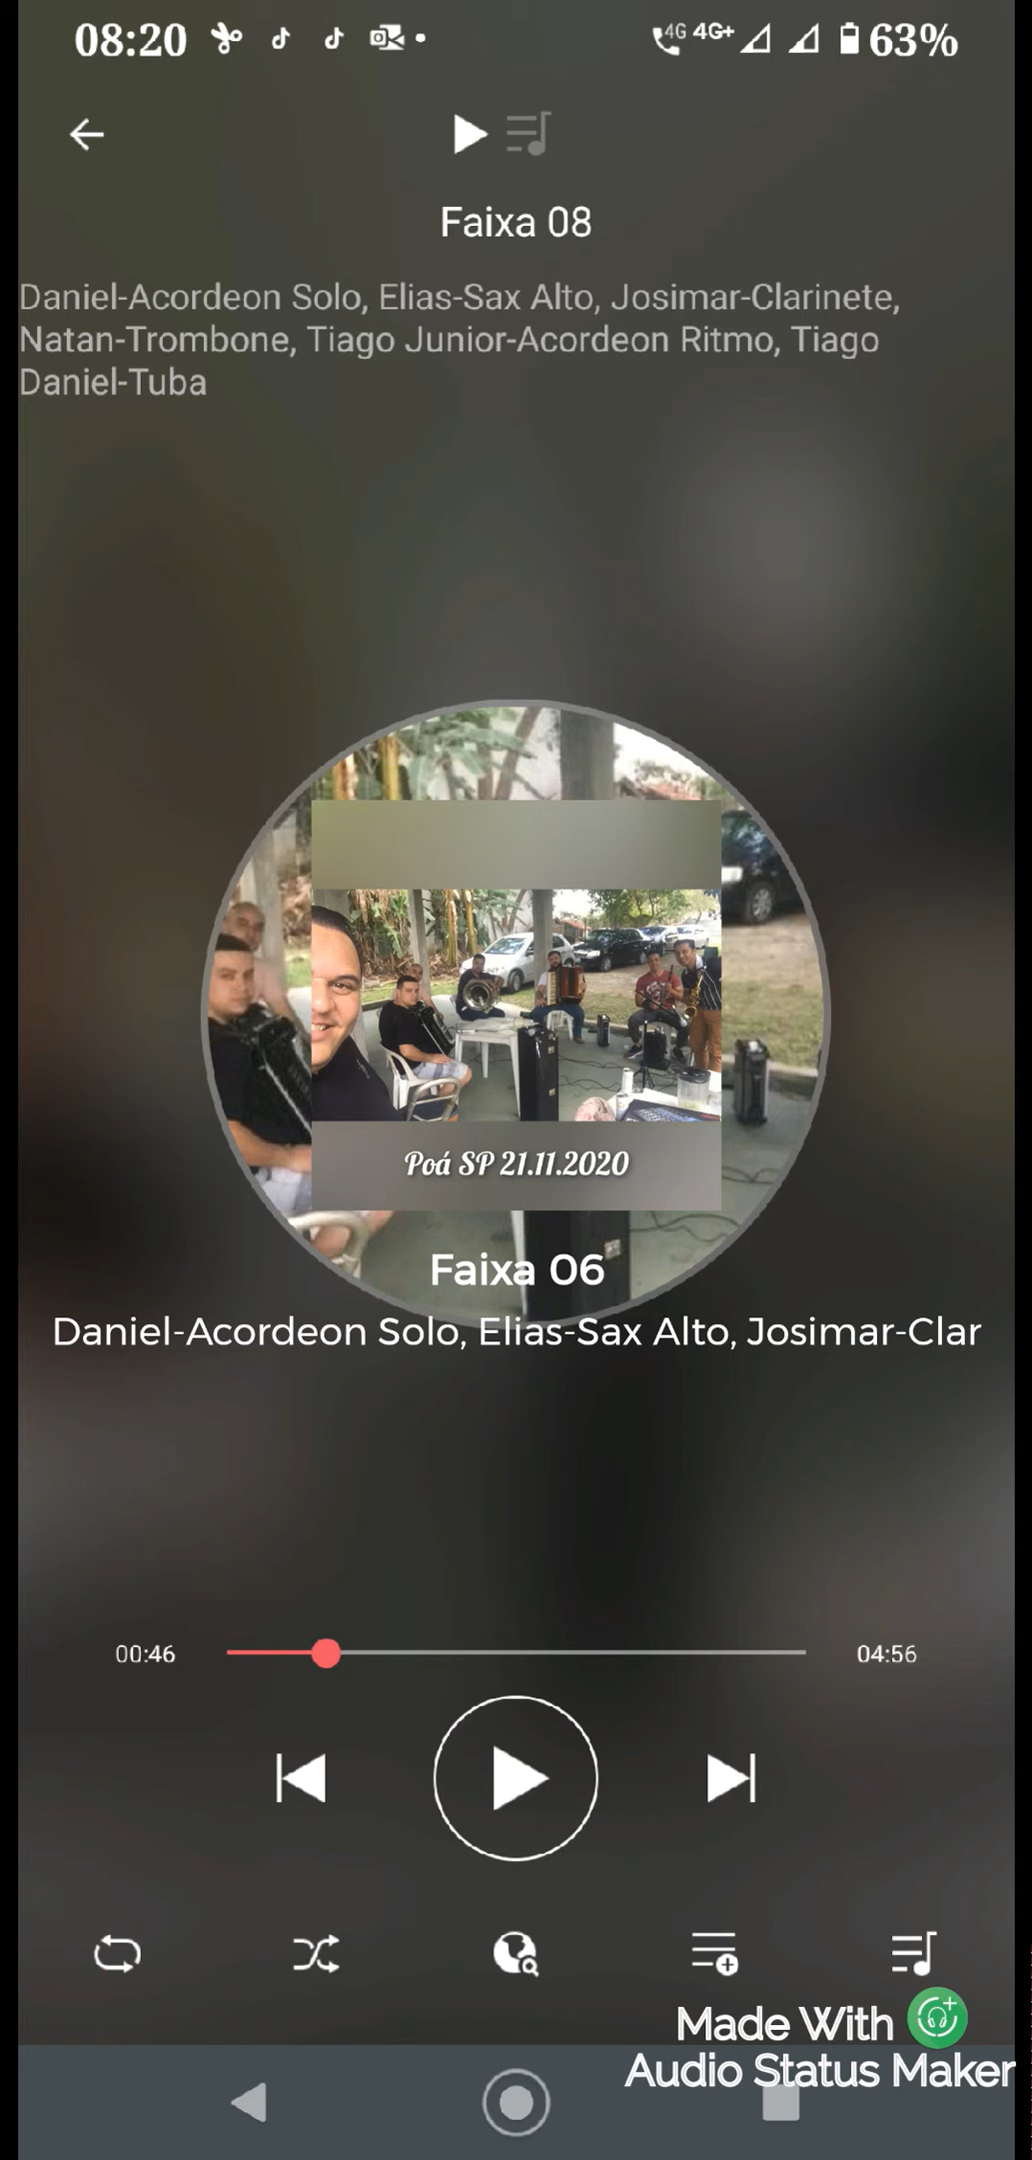 08:20
4G 4G+ 63%
Faixa 08
Daniel-Acordeon Solo, Elias-Sax Alto, Josimar-Clarinete,
Natan-Trombone, Tiago Junior-Acordeon Ritmo, Tiago
Daniel-Tuba
Poá SP 21.11.2020
Faixa 06
Daniel-Acordeon Solo, Elias-Sax Alto, Josimar-Clar
00:46
04:56
Made With
Audio Status Maker